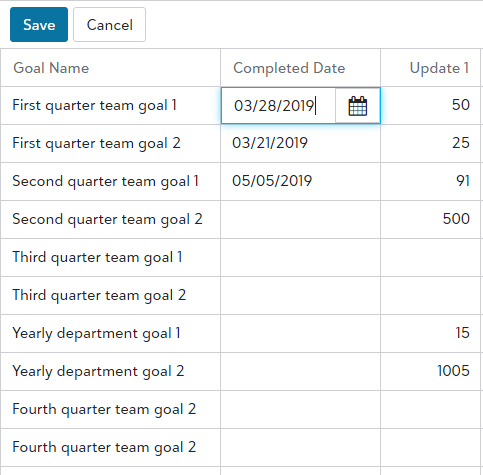 Save Cancel
Goal Name Completed Date Update 1
First quarter team goal 1 03/28/2019 50
First quarter team goal 2 03/21/2019 25
Second quarter team goal 1 05/05/2019 91
Second quarter team goal 2 500
Third quarter team goal 1
Third quarter team goal 2
Yearly department goal 1 15
Yearly department goal 2 1005
Fourth quarter team goal 2
Fourth quarter team goal 2